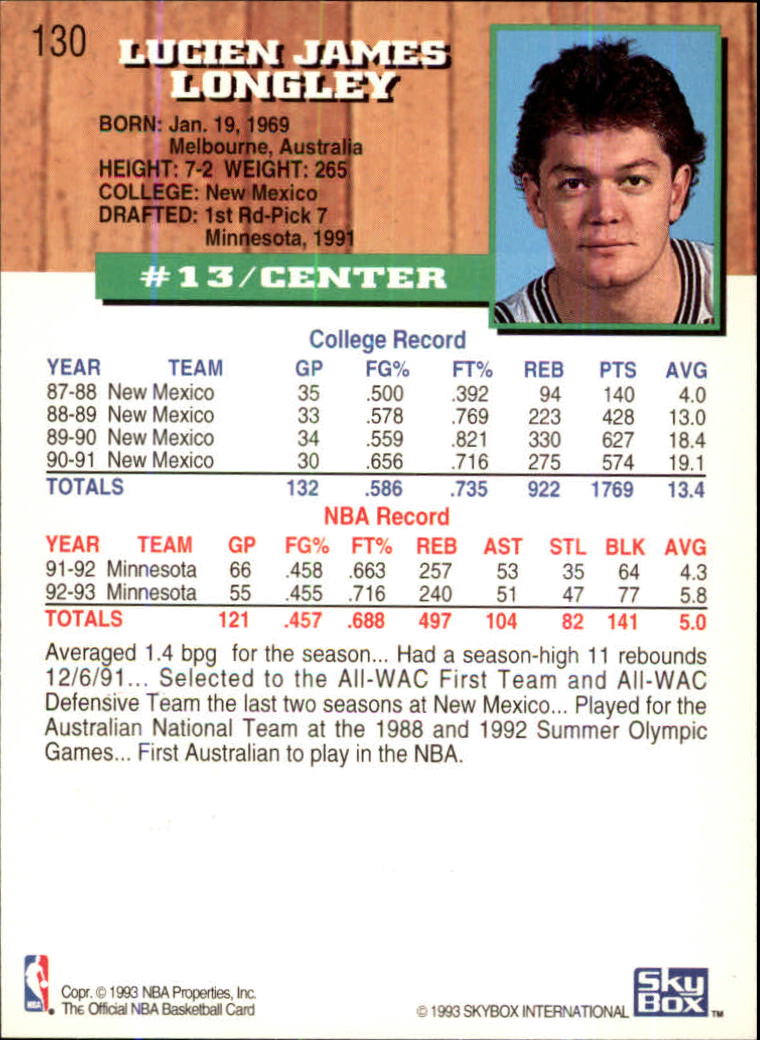 130
LUCIEN JAMES
LONGLEY
BORN: Jan. 19, 1969
Melbourne, Australia
HEIGHT: 7-2 WEIGHT: 265
COLLEGE: New Mexico
DRAFTED: 1st Rd-Pick 7
Minnesota, 1991
#13/CENTER
College Record
YEAR TEAM GP FG% FT% REB PTS AVG
87-88 New Mexico 35 .500 .392 94 140 4.0
88-89 New Mexico 33 .578 .769 223 428 13.0
89-90 New Mexico 34 .559 .821 330 627 18.4
90-91 New Mexico 30 .656 .716 275 574 19.1
TOTALS 132 .586 .735 922 1769 13.4
NBA Record
YEAR TEAM GP FG% FT% REB AST STL BLK AVG
91-92 Minnesota 66 .458 .663 257 53 35 64 4.3
92-93 Minnesota 55 .455 .716 240 51 47 77 5.8
TOTALS 121 .457 .688 497 104 82 141 5.0
Averaged 1.4 bpg for the season... Had a season-high 11 rebounds
12/6/91... Selected to the All-WAC First Team and All-WAC
Defensive Team the last two seasons at New Mexico... Played for the
Australian National Team at the 1988 and 1992 Summer Olympic
Games... First Australian to play in the NBA.
NBA
Copr. © 1993 NBA Properties, Inc.
The Official NBA Basketball Card
© 1993 SKYBOX INTERNATIONAL
Sky
Box TM